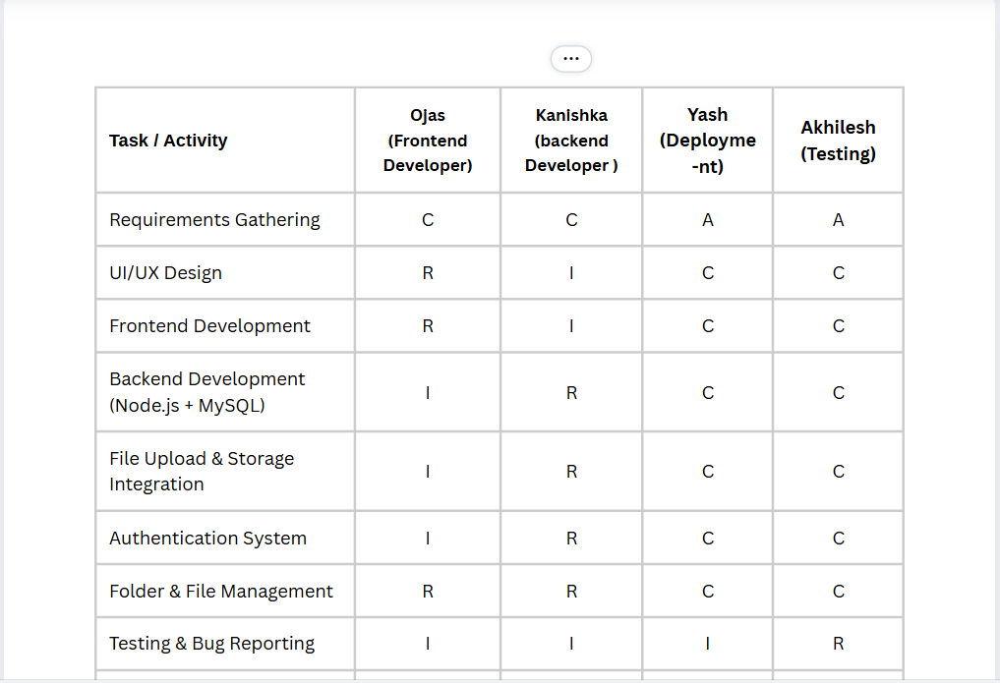 ...
Task / Activity
Ojas
(Frontend
Developer)
Kanishka
(backend
Developer )
Yash
(Deployme
-nt)
Akhilesh
(Testing)
Requirements Gathering C C A A
UI/UX Design R I C C
Frontend Development R I C C
Backend Development
(Node.js + MySQL) I R C C
File Upload & Storage
Integration I R C C
Authentication System I R C C
Folder & File Management R R C C
Testing & Bug Reporting I I I R